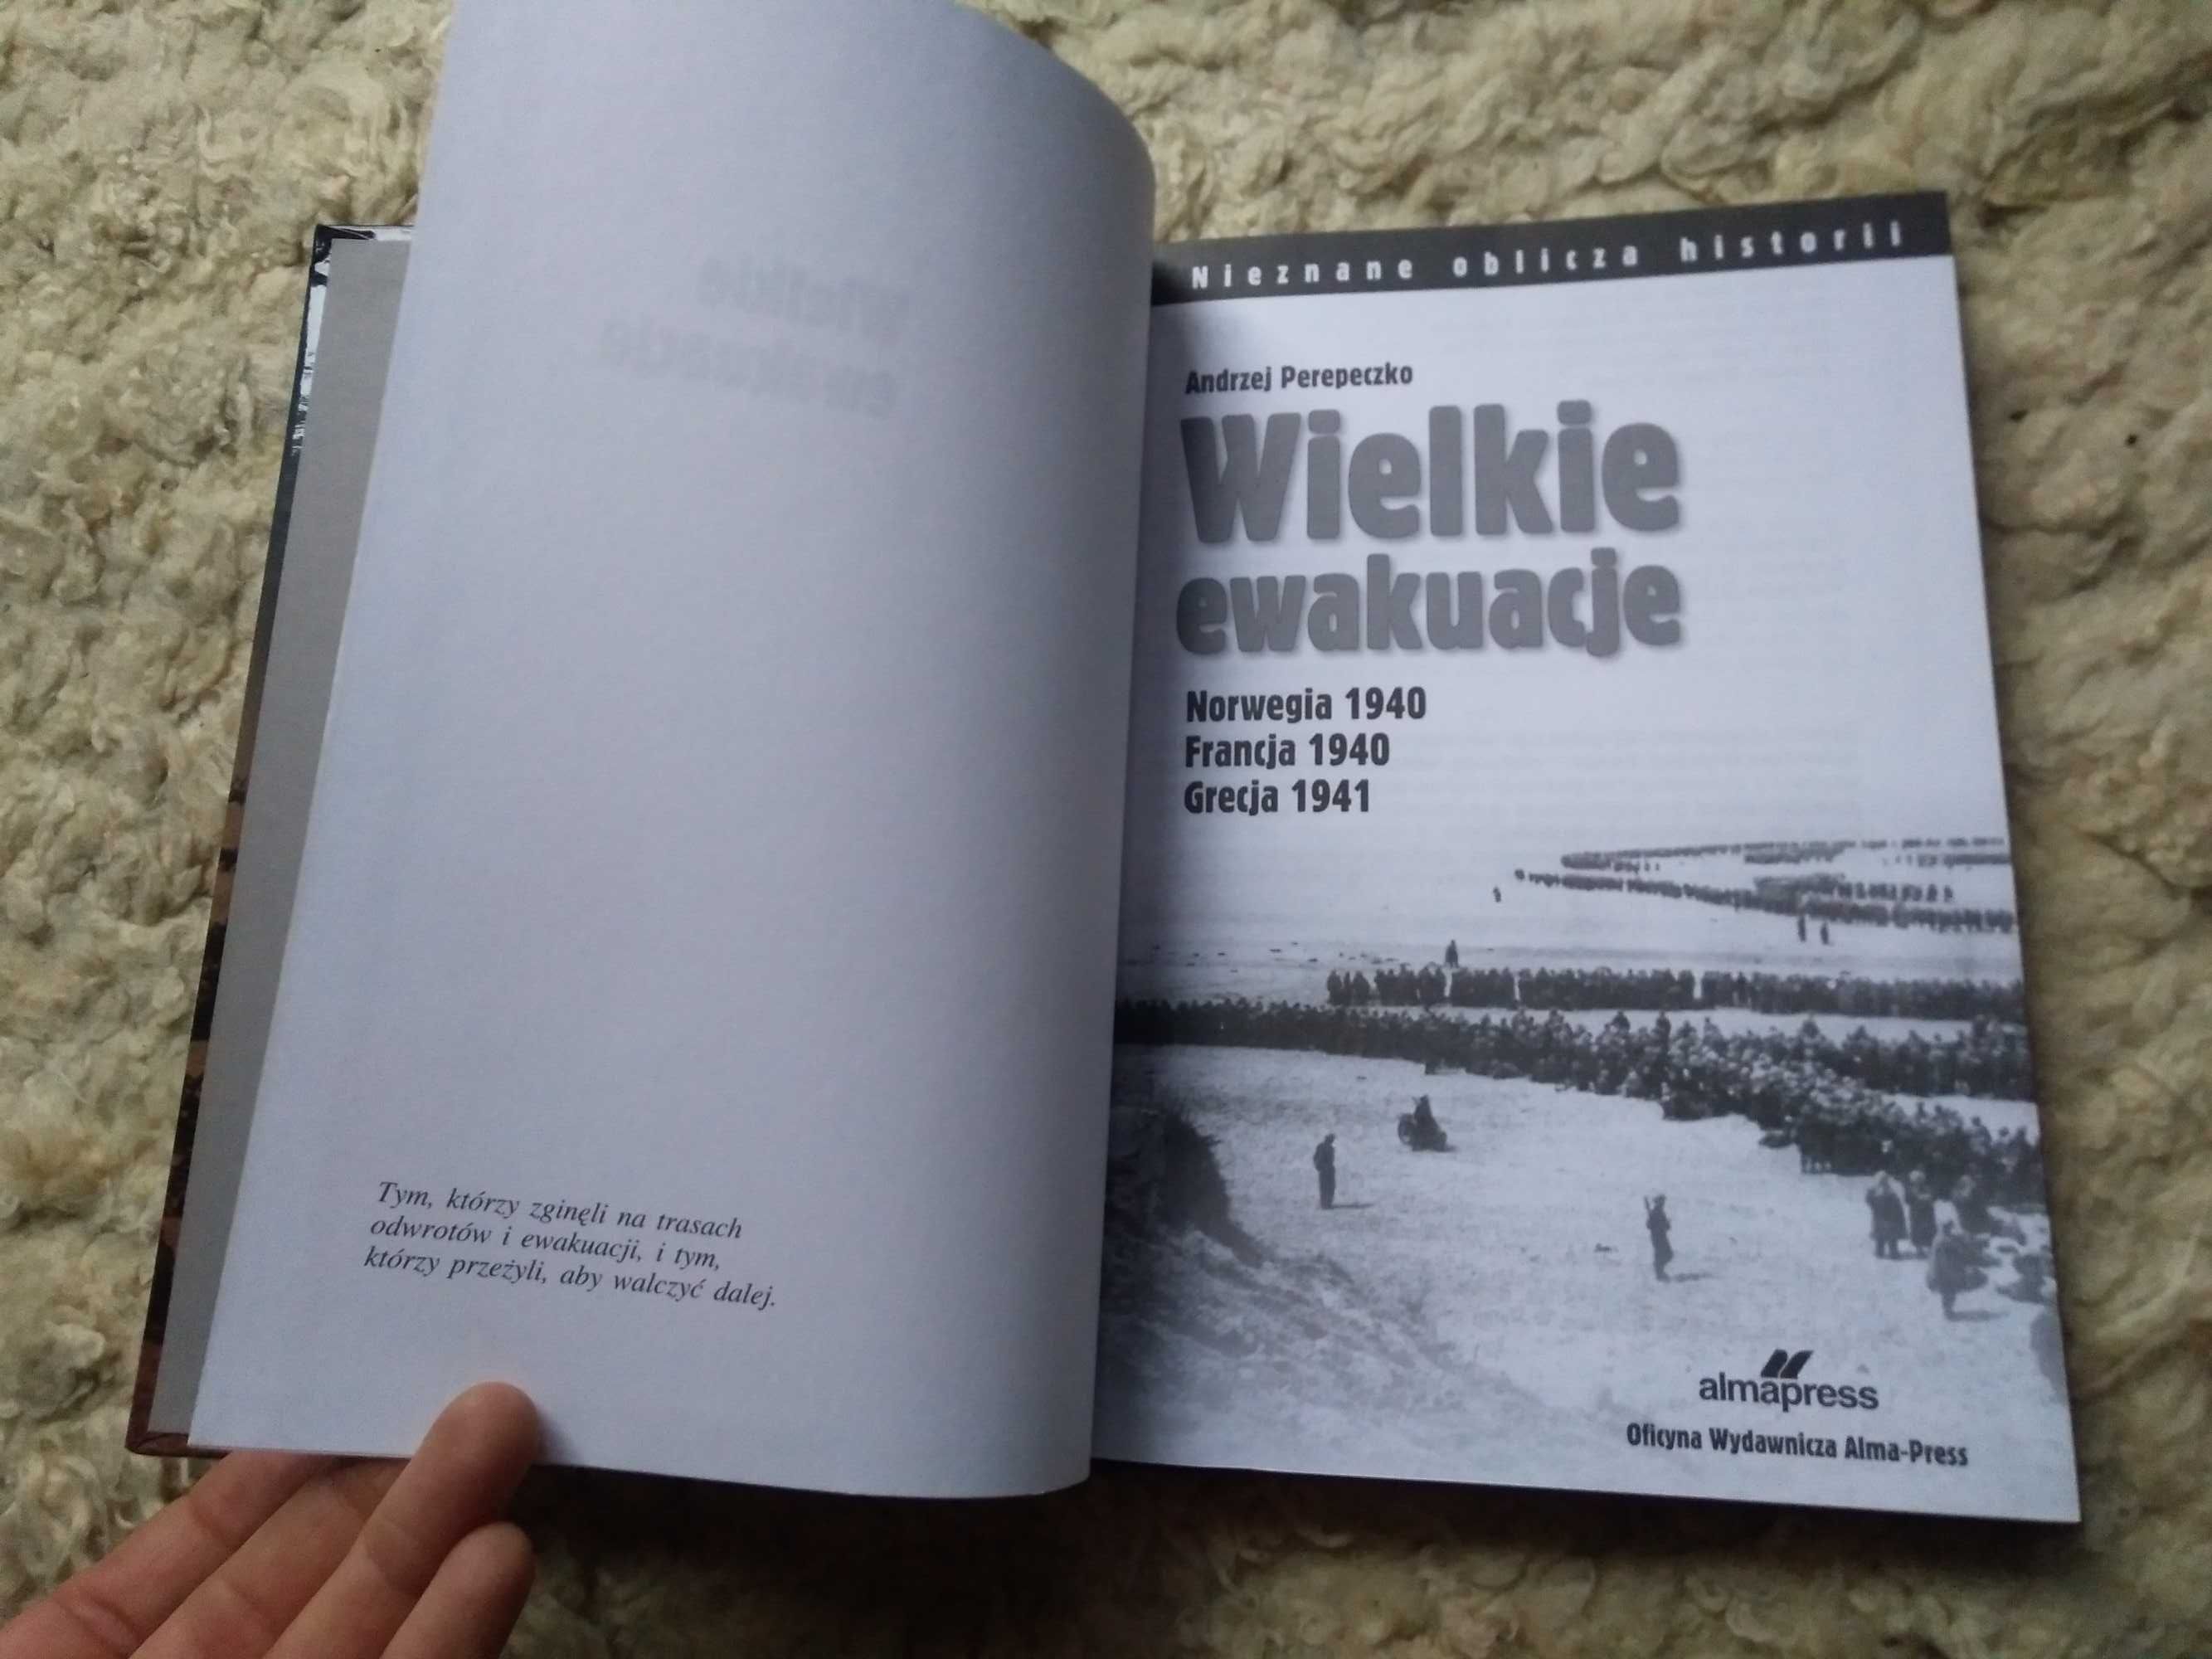 Tym, którzy zginęli na trasach
odwrotów i ewakuacji, i tym,
którzy przeżyli, aby walczyć dalej.
Nieznane oblicza historii
Andrzej Perepeczko
Wielkie
ewakuacje
Norwegia 1940
Francja 1940
Grecja 1941
almapress
Oficyna Wydawnicza Alma-Press